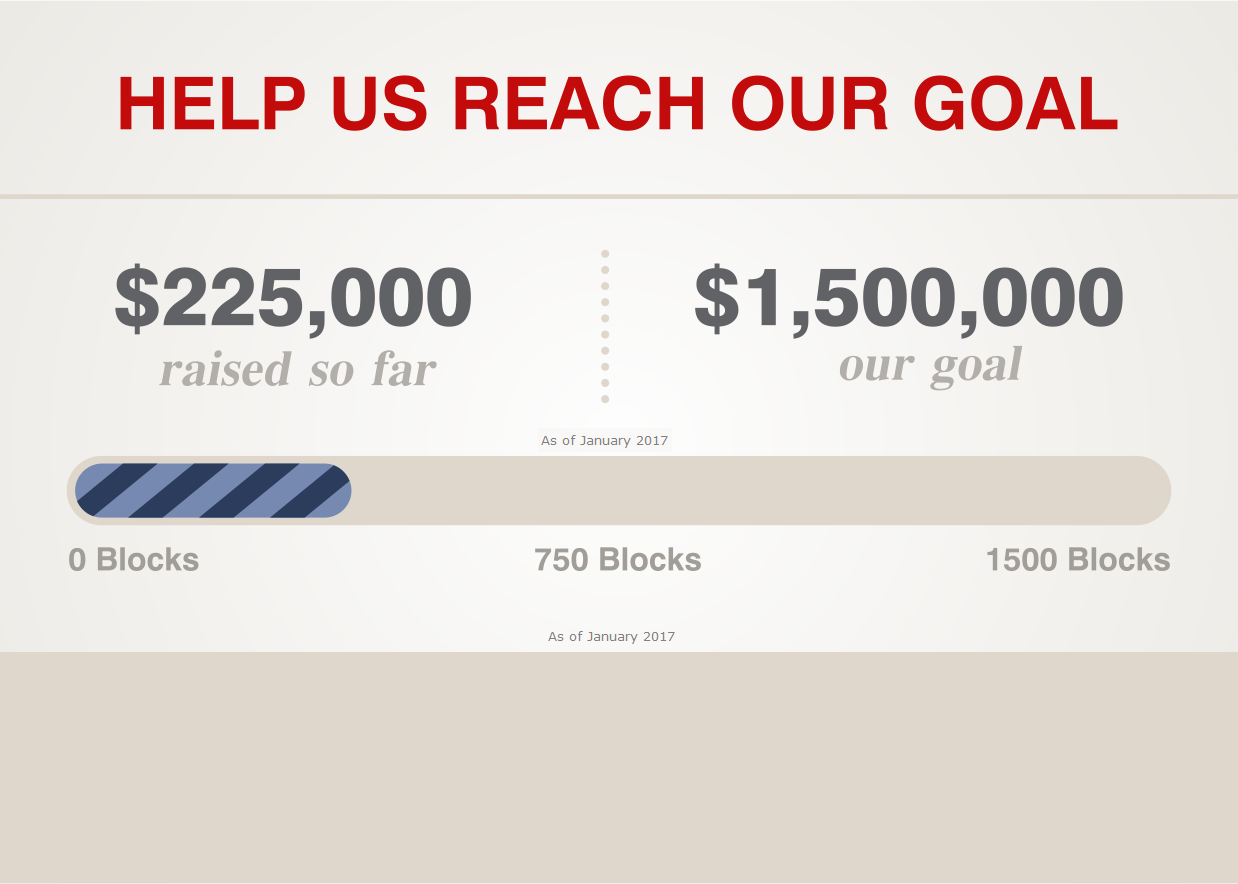 HELP US REACH OUR GOAL
$225,000
raised so far
$1,500,000
our goal
As of January 2017
0 Blocks
750 Blocks
1500 Blocks
As of January 2017